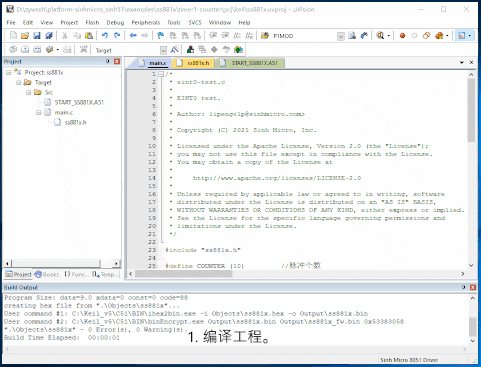 D:\zywssh\platform-sinhmicro_sinh51\examples\ss881x\timer1-counter\prj\keil\ss881x.uvproj - µVision
File Edit View Project Flash Debug Peripherals Tools SVCS Window Help
P1MOD
Target
Project
Project: ss881x
Target
Src
START_SS881X.A51
main.c
ss881x.h
Project Books Func... Temp...
main.c ss881x.h START_SS881X.A51
1 /*
2 * eint0-test.c
3 *
4 * EINT0 test.
5 *
6 * Author: lipeng<lp@sinhmicro.com>
7 *
8 * Copyright (C) 2021 Sinh Micro, Inc.
9 *
10 * Licensed under the Apache License, Version 2.0 (the "License");
11 * you may not use this file except in compliance with the License.
12 * You may obtain a copy of the License at
13 *
14 * http://www.apache.org/licenses/LICENSE-2.0
15 *
16 * Unless required by applicable law or agreed to in writing, software
17 * distributed under the License is distributed on an "AS IS" BASIS,
18 * WITHOUT WARRANTIES OR CONDITIONS OF ANY KIND, either express or implied.
19 * See the License for the specific language governing permissions and
20 * limitations under the License.
21 */
22
23 #include "ss881x.h"
24
25 #define COUNTER (10) //脉冲个数
Build Output
Program Size: data=9.0 xdata=0 const=0 code=88
creating hex file from ".\Objects\ss881x"...
User command #1: C:\Keil_v5\C51\BIN\ihex2bin.exe -i Objects\ss881x.hex -o Output\ss881x.bin
User command #2: C:\Keil_v5\C51\BIN\binEncrypt.exe Output\ss881x.bin Output\ss881x_fw.bin 0x53389058
".\Objects\ss881x" - 0 Error(s), 0 Warning(s).
Build Time Elapsed: 00:00:01
1. 编译工程。
Sinh Micro 8051 Driver